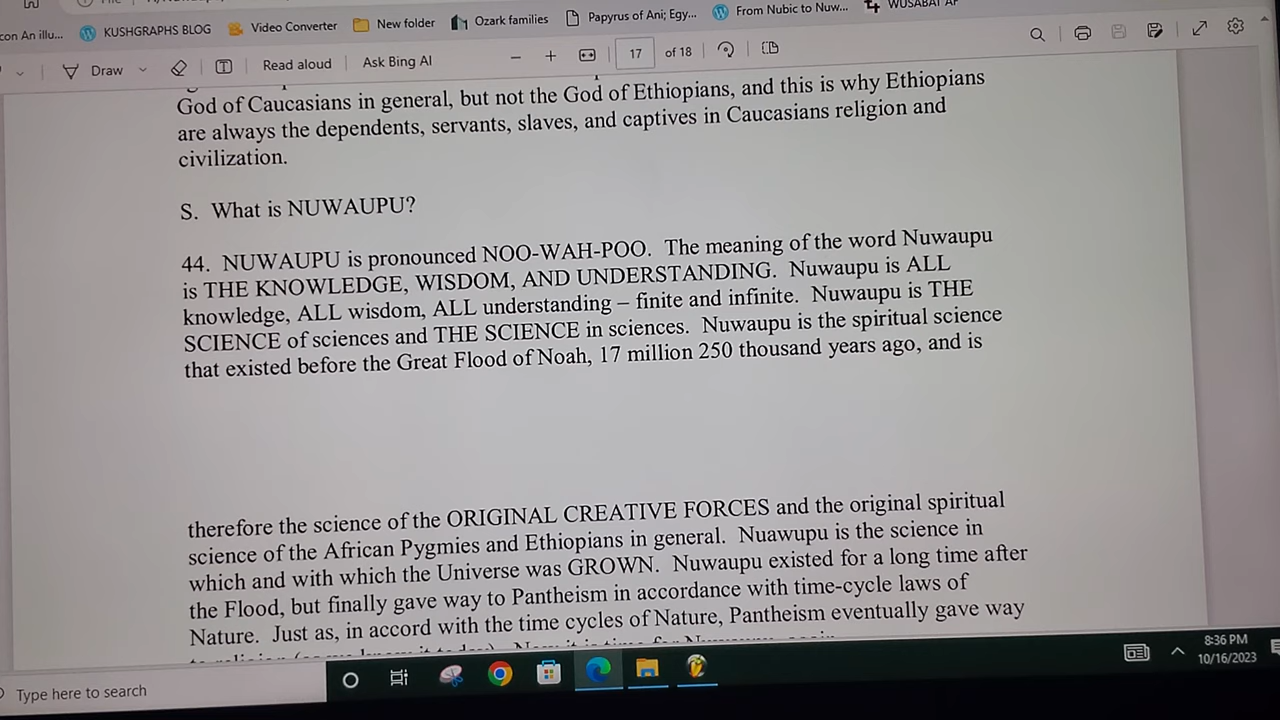 con An illu...
KUSHGRAPHS BLOG
Video Converter
New folder
Ozark families
Papyrus of Ani; Egy...
From Nubic to Nuw...
WUSABAT AF
Draw
Read aloud
Ask Bing AI
17 of 18
God of Caucasians in general, but not the God of Ethiopians, and this is why Ethiopians
are always the dependents, servants, slaves, and captives in Caucasians religion and
civilization.
S. What is NUWAUPU?
44. NUWAUPU is pronounced NOO-WAH-POO. The meaning of the word Nuwaupu
is THE KNOWLEDGE, WISDOM, AND UNDERSTANDING. Nuwaupu is ALL
knowledge, ALL wisdom, ALL understanding – finite and infinite. Nuwaupu is THE
SCIENCE of sciences and THE SCIENCE in sciences. Nuwaupu is the spiritual science
that existed before the Great Flood of Noah, 17 million 250 thousand years ago, and is
therefore the science of the ORIGINAL CREATIVE FORCES and the original spiritual
science of the African Pygmies and Ethiopians in general. Nuawupu is the science in
which and with which the Universe was GROWN. Nuwaupu existed for a long time after
the Flood, but finally gave way to Pantheism in accordance with time-cycle laws of
Nature. Just as, in accord with the time cycles of Nature, Pantheism eventually gave way
Type here to search
8:36 PM
10/16/2023